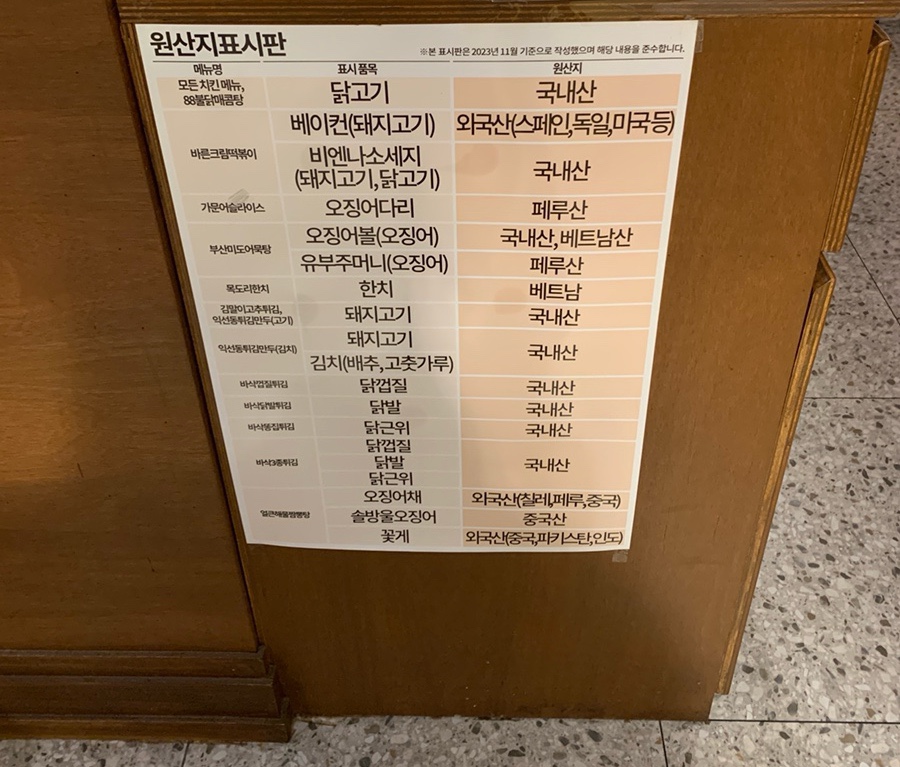 원산지표시판
※본 표시판은 2023년 11월 기준으로 작성했으며 해당 내용을 준수합니다.
메뉴명 표시 품목 원산지
모든 치킨 메뉴,
88불닭매콤탕 닭고기 국내산
베이컨(돼지고기) 외국산(스페인,독일,미국 등)
바른크림떡볶이 비엔나소세지
(돼지고기,닭고기) 국내산
가문어슬라이스 오징어다리 페루산
부산미도어묵탕 오징어볼(오징어) 국내산,베트남산
유부주머니(오징어) 페루산
목도리한치 한치 베트남
김말이고추튀김,
익선동튀김만두(고기) 돼지고기 국내산
익선동튀김만두(김치) 돼지고기
김치(배추,고춧가루) 국내산
바삭껍질튀김 닭껍질 국내산
바삭닭발튀김 닭발 국내산
바삭똥집튀김 닭근위 국내산
닭껍질
바삭3종튀김 닭발 국내산
닭근위
오징어채 외국산(칠레,페루,중국)
얼큰해물짬뽕탕 솔방울오징어 중국산
꽃게 외국산(중국,파키스탄,인도)